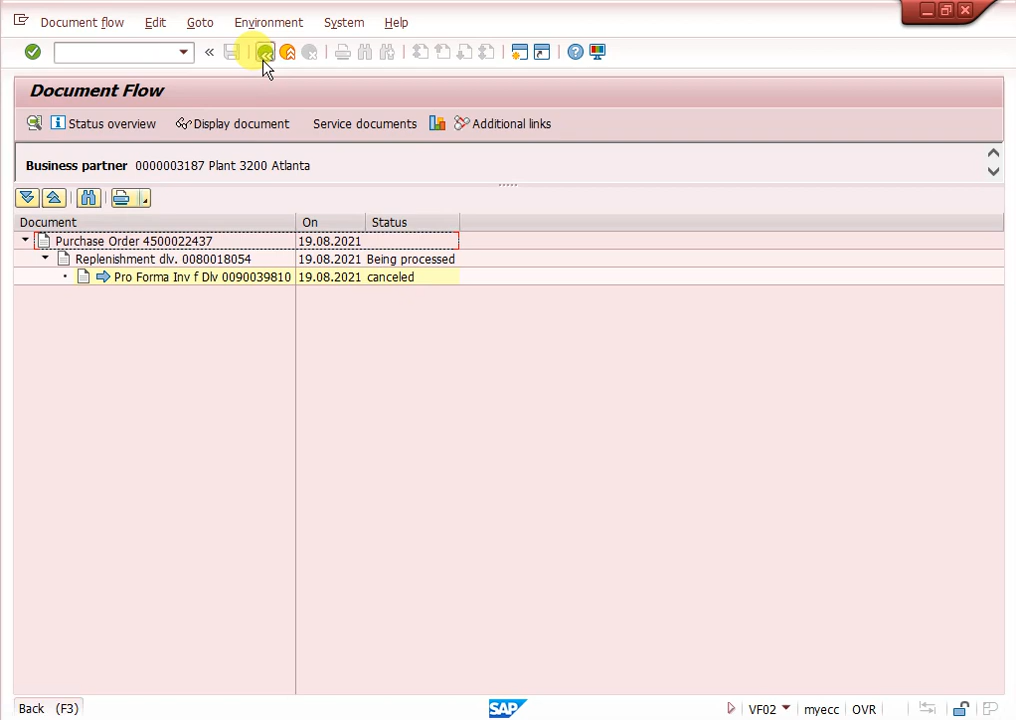 Document flow Edit Goto Environment System Help
Document Flow
Status overview Display document Service documents Additional links
Business partner 0000003187 Plant 3200 Atlanta
Document On Status
Purchase Order 4500022437 19.08.2021
Replenishment dlv. 0080018054 19.08.2021 Being processed
Pro Forma Inv f Dlv 0090039810 19.08.2021 canceled
Back (F3) SAP VF02 myecc OVR